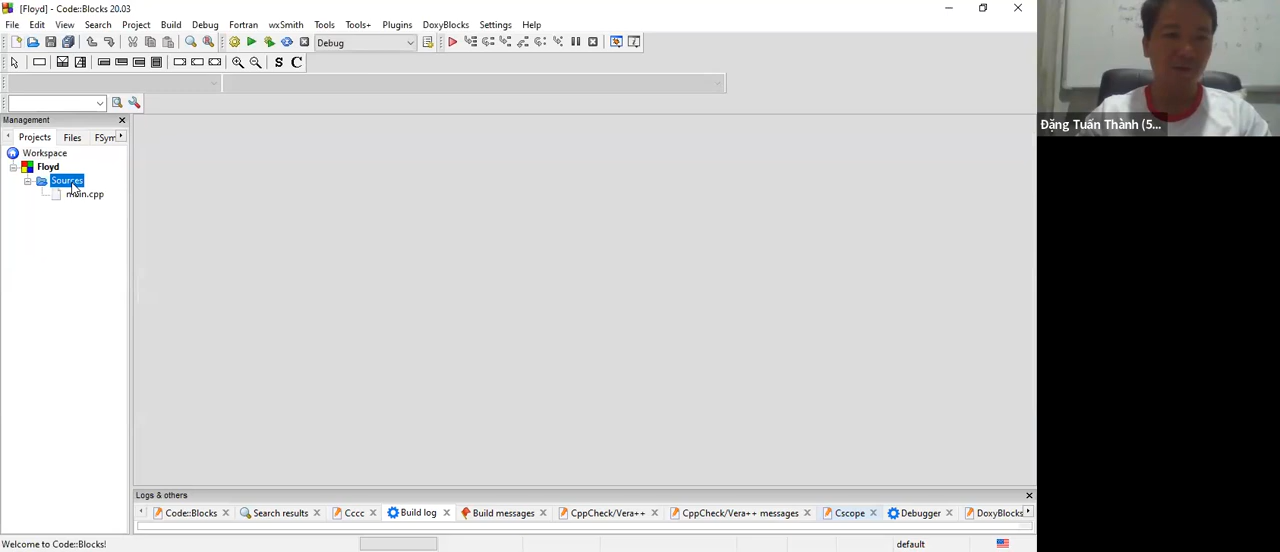 [Floyd] - Code::Blocks 20.03
File Edit View Search Project Build Debug Fortran wxSmith Tools Tools+ Plugins DoxyBlocks Settings Help
Debug
S C
Management
Projects Files FSym
Workspace
Floyd
Sources
main.cpp
Đặng Tuấn Thành (5...
Logs & others
Code::Blocks Search results Cccc Build log Build messages CppCheck/Vera++ CppCheck/Vera++ messages Cscope Debugger DoxyBlocks
Welcome to Code::Blocks! default